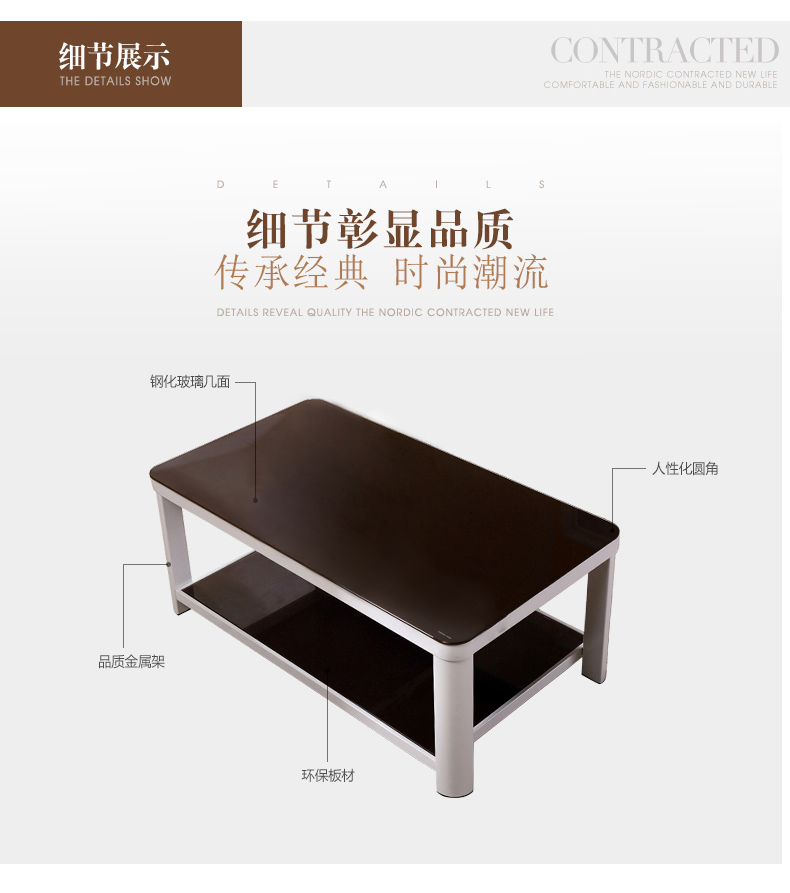 细节展示
THE DETAILS SHOW
CONTRACTED
THE NORDIC CONTRACTED NEW LIFE
COMFORTABLE AND FASHIONABLE AND DURABLE
DETAILS
细节彰显品质
传承经典 时尚潮流
DETAILS REVEAL QUALITY THE NORDIC CONTRACTED NEW LIFE
钢化玻璃几面
人性化圆角
品质金属架
环保板材